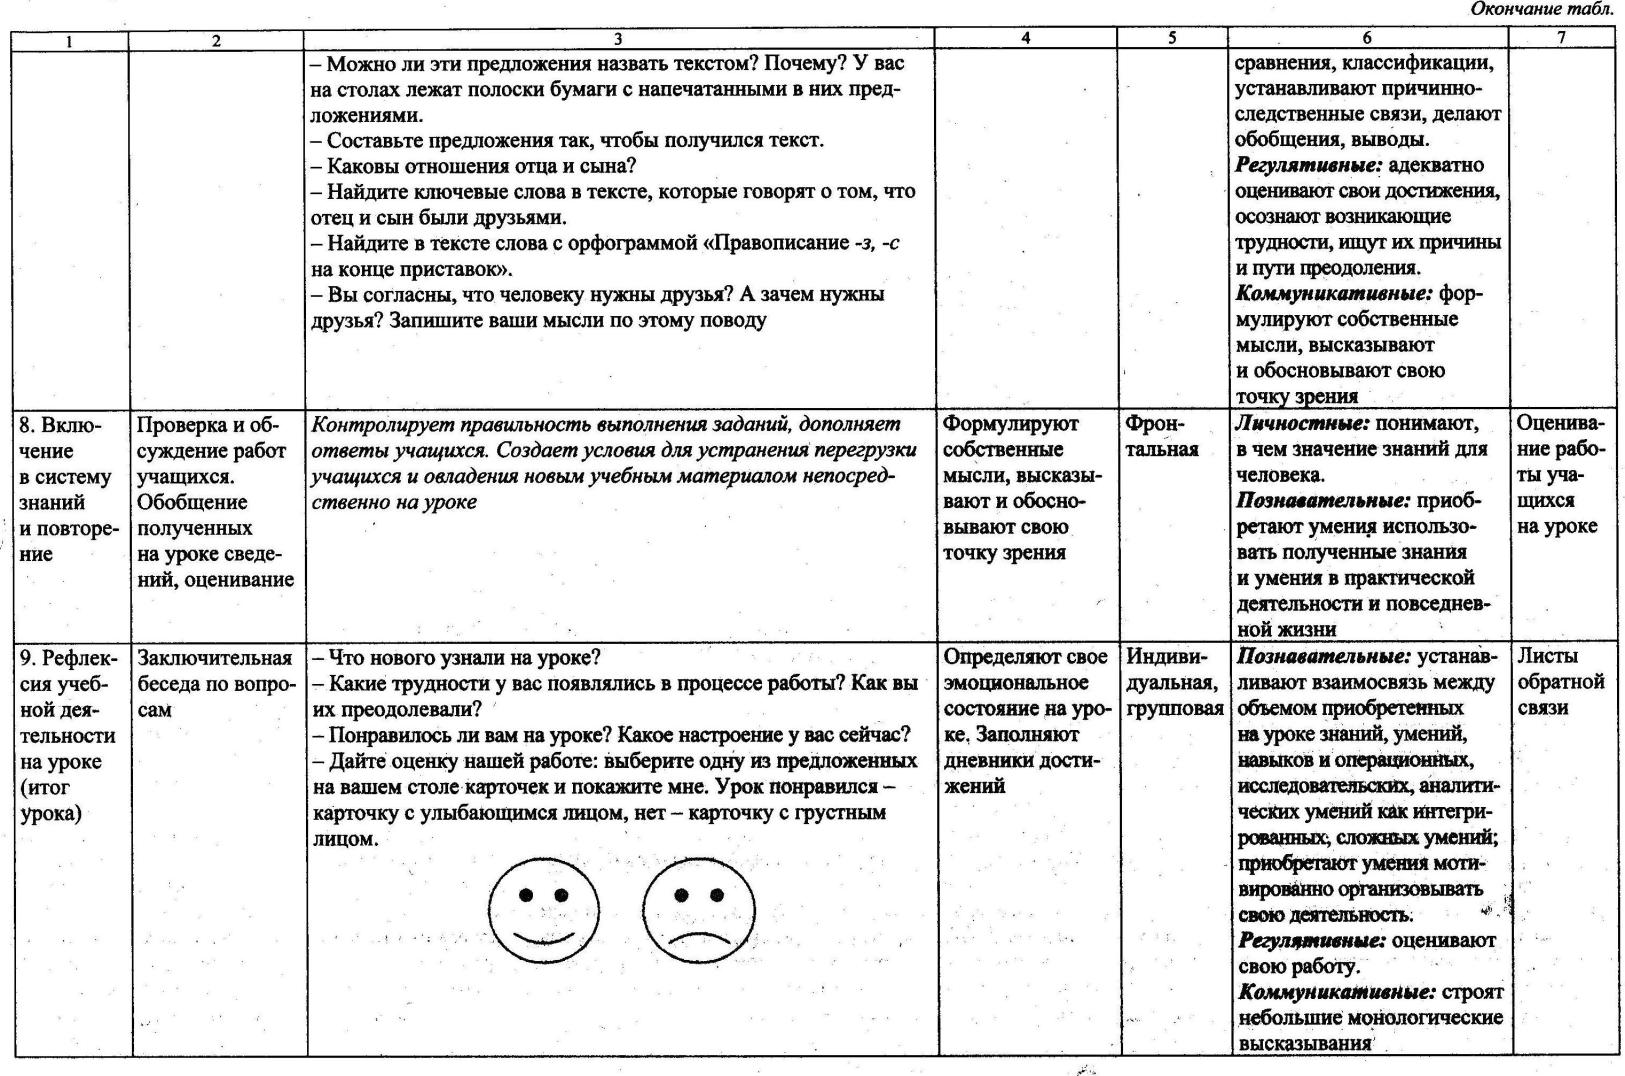 Окончание табл.
1 2 3 4 5 6 7
– Можно ли эти предложения назвать текстом? Почему? У вас
на столах лежат полоски бумаги с напечатанными в них пред-
ложениями.
– Составьте предложения так, чтобы получился текст.
– Каковы отношения отца и сына?
– Найдите ключевые слова в тексте, которые говорят о том, что
отец и сын были друзьями.
– Найдите в тексте слова с орфограммой «Правописание -з, -с
на конце приставок».
– Вы согласны, что человеку нужны друзья? А зачем нужны
друзья? Запишите ваши мысли по этому поводу
сравнения, классификации,
устанавливают причинно-
следственные связи, делают
обобщения, выводы.
Регулятивные: адекватно
оценивают свои достижения,
осознают возникающие
трудности, ищут их причины
и пути преодоления.
Коммуникативные: фор-
мулируют собственные
мысли, высказывают
и обосновывают свою
точку зрения
8. Вклю-
чение
в систему
знаний
и повторе-
ние
Проверка и об-
суждение работ
учащихся.
Обобщение
полученных
на уроке сведе-
ний, оценивание
Контролирует правильность выполнения заданий, дополняет
ответы учащихся. Создает условия для устранения перегрузки
учащихся и овладения новым учебным материалом непосред-
ственно на уроке
Формулируют
собственные
мысли, высказы-
вают и обосно-
вывают свою
точку зрения
Фрон-
тальная
Личностные: понимают,
в чем значение знаний для
человека.
Познавательные: приоб-
ретают умения использо-
вать полученные знания
и умения в практической
деятельности и повседнев-
ной жизни
Оценива-
ние рабо-
ты уча-
щихся
на уроке
9. Рефлек-
сия учеб-
ной дея-
тельности
на уроке
(итог
урока)
Заключительная
беседа по вопро-
сам
– Что нового узнали на уроке?
– Какие трудности у вас появлялись в процессе работы? Как вы
их преодолевали?
– Понравилось ли вам на уроке? Какое настроение у вас сейчас?
– Дайте оценку нашей работе: выберите одну из предложенных
на вашем столе карточек и покажите мне. Урок понравился –
карточку с улыбающимся лицом, нет – карточку с грустным
лицом.
Определяют свое
эмоциональное
состояние на уро-
ке. Заполняют
дневники дости-
жений
Индиви-
дуальная,
групповая
Познавательные: устанав-
ливают взаимосвязь между
объемом приобретенных
на уроке знаний, умений,
навыков и операционных,
исследовательских, аналити-
ческих умений как интегри-
рованных, сложных умений;
приобретают умения моти-
вированно организовывать
свою деятельность.
Регулятивные: оценивают
свою работу.
Коммуникативные: строят
небольшие монологические
высказывания
Листы
обратной
связи